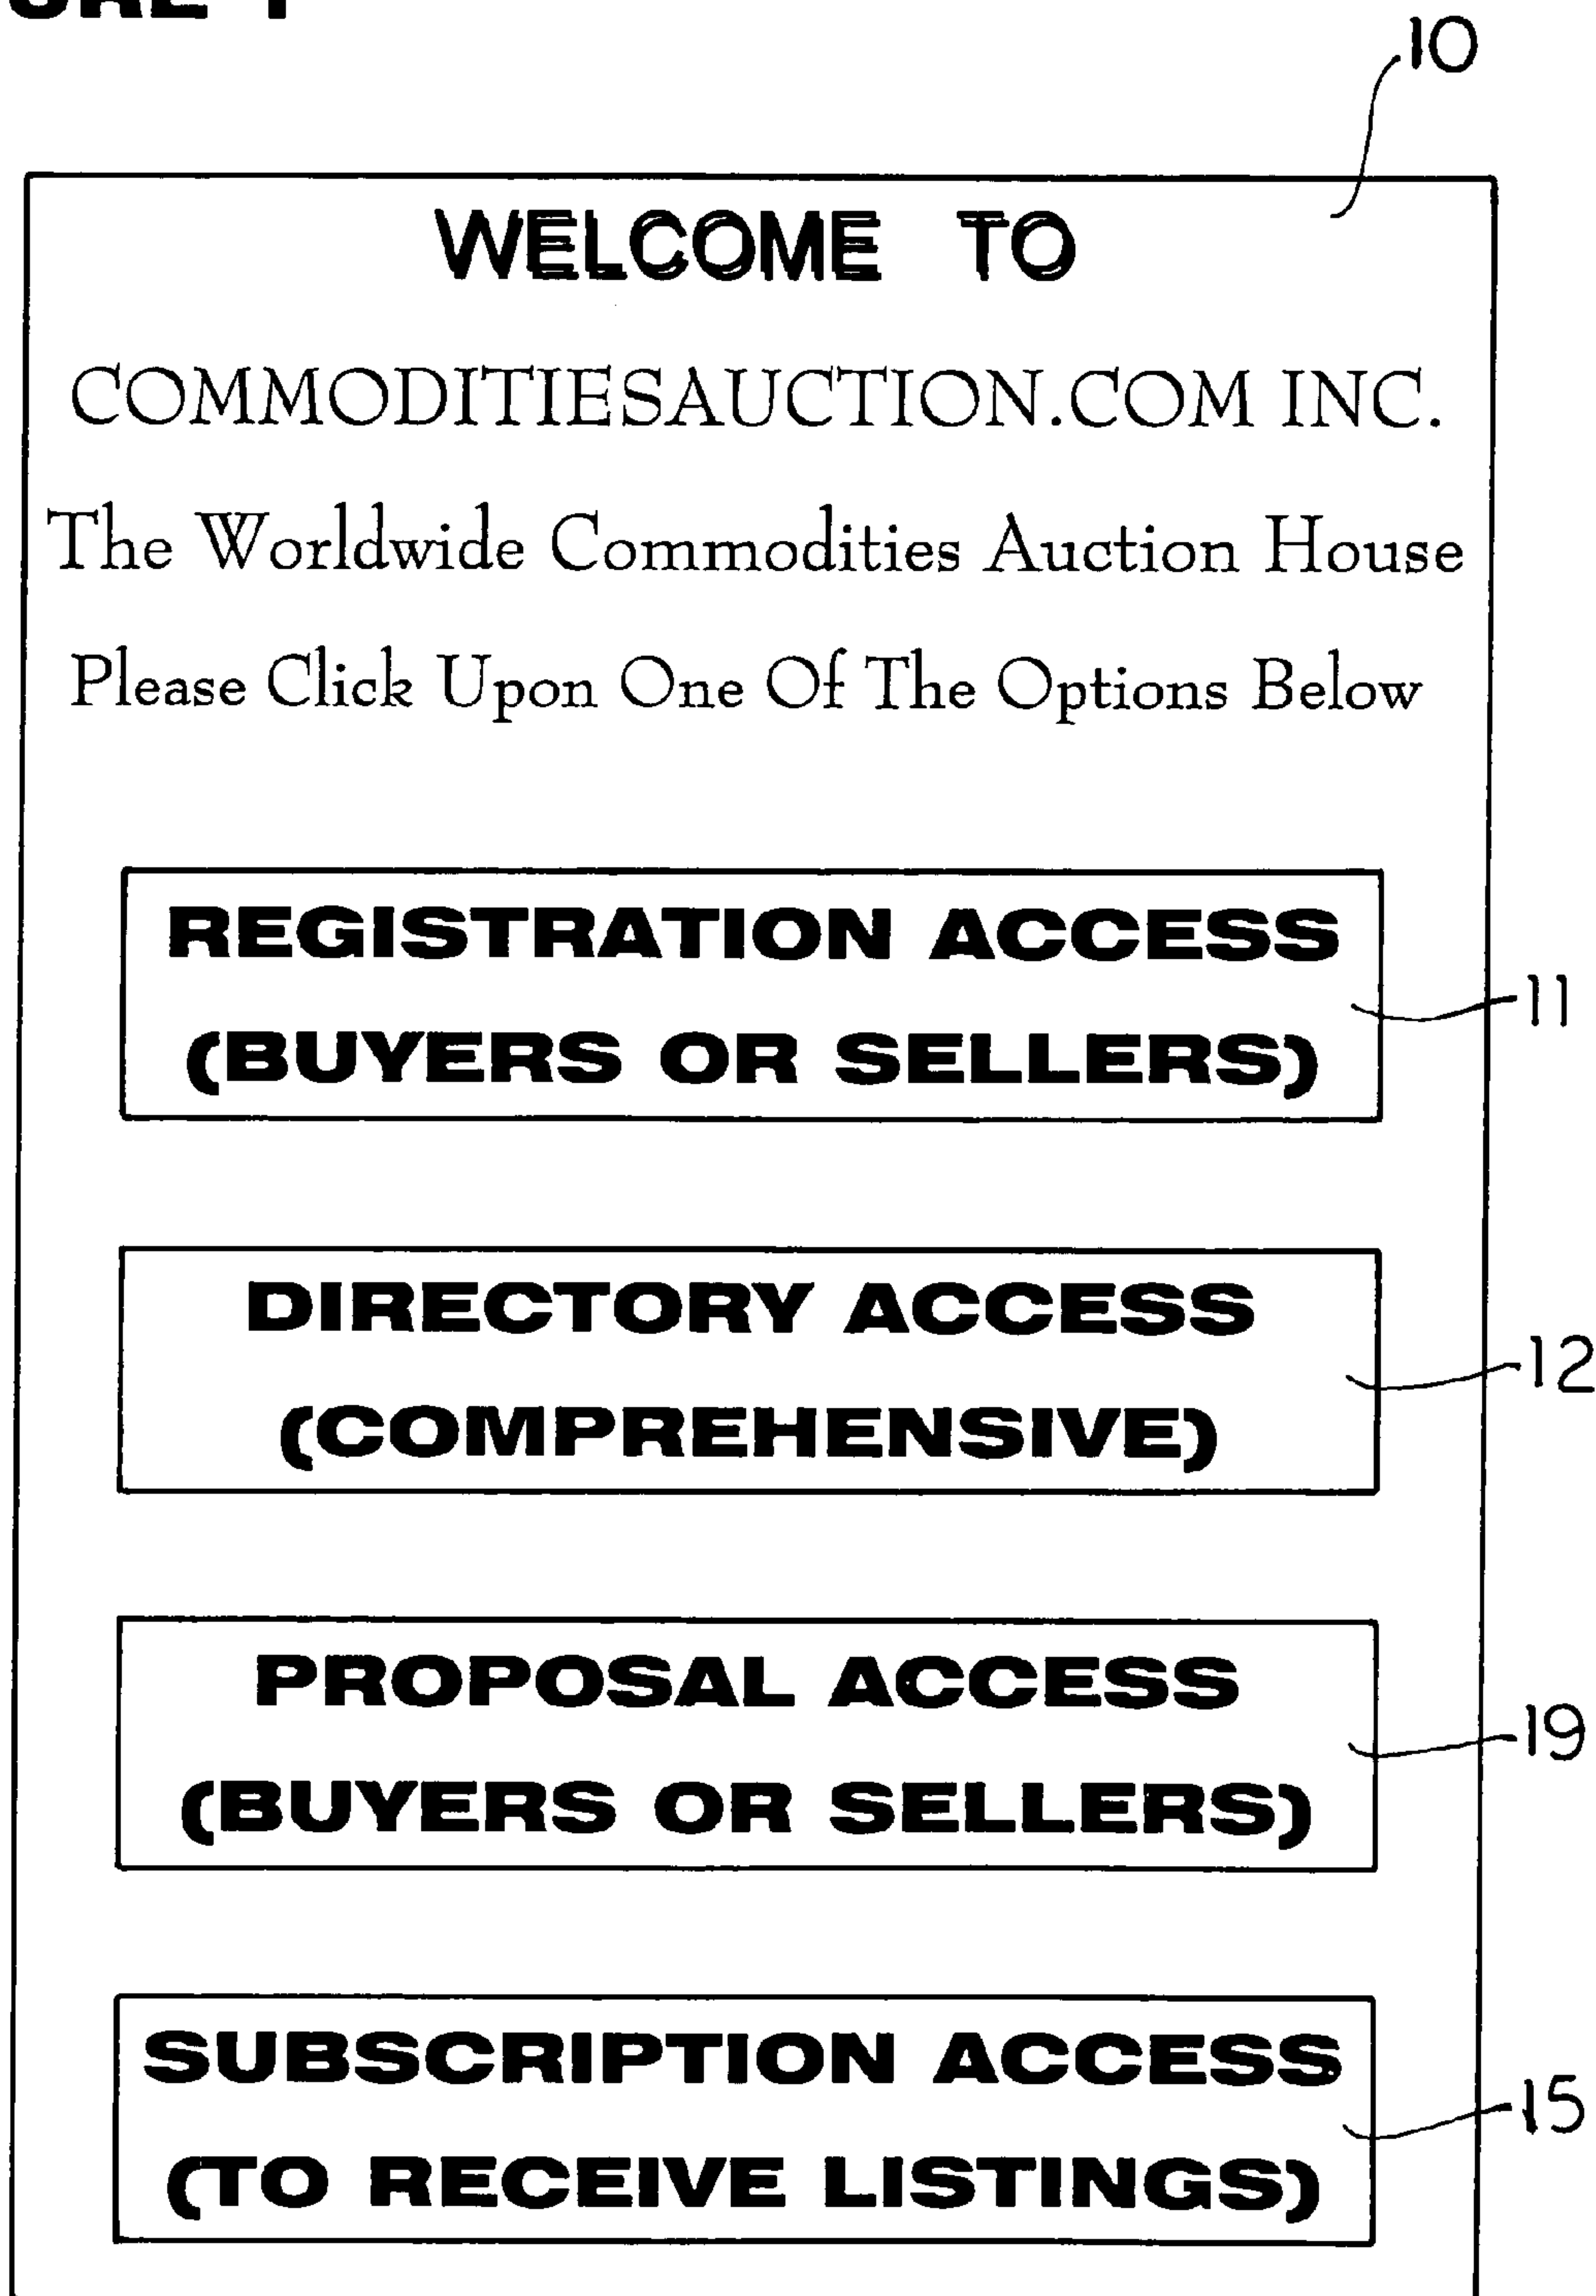 10
WELCOME TO
COMMODITIESAUCTION.COM INC.
The Worldwide Commodities Auction House
Please Click Upon One Of The Options Below
REGISTRATION ACCESS
(BUYERS OR SELLERS)
11
DIRECTORY ACCESS
(COMPREHENSIVE)
12
PROPOSAL ACCESS
(BUYERS OR SELLERS)
19
SUBSCRIPTION ACCESS
(TO RECEIVE LISTINGS)
15